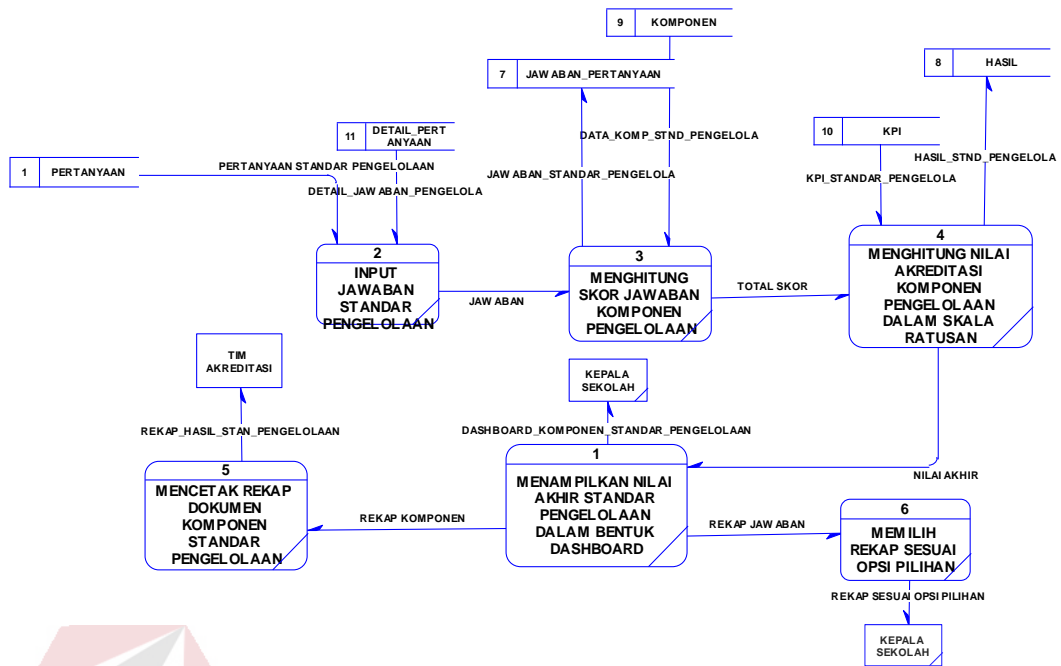 9 KOMPONEN
7 JAWABAN_PERTANYAAN
8 HASIL
11 DETAIL_PERT
ANYAAN
10 KPI
1 PERTANYAAN
PERTANYAAN STANDAR PENGELOLAAN
DETAIL_JAWABAN_PENGELOLA
DATA_KOMP_STND_PENGELOLA
JAWABAN_STANDAR_PENGELOLA
HASIL_STND_PENGELOLA
KPI_STANDAR_PENGELOLA
2
INPUT
JAWABAN
STANDAR
PENGELOLAAN
JAWABAN
3
MENGHITUNG
SKOR JAWABAN
KOMPONEN
PENGELOLAAN
TOTAL SKOR
4
MENGHITUNG NILAI
AKREDITASI
KOMPONEN
PENGELOLAAN
DALAM SKALA
RATUSAN
TIM
AKREDITASI
KEPALA
SEKOLAH
REKAP_HASIL_STAN_PENGELOLAAN
DASHBOARD_KOMPONEN_STANDAR_PENGELOLAAN
NILAI AKHIR
5
MENCETAK REKAP
DOKUMEN
KOMPONEN
STANDAR
PENGELOLAAN
REKAP KOMPONEN
1
MENAMPILKAN NILAI
AKHIR STANDAR
PENGELOLAAN
DALAM BENTUK
DASHBOARD
REKAP JAWABAN
6
MEMILIH
REKAP SESUAI
OPSI PILIHAN
REKAP SESUAI OPSI PILIHAN
KEPALA
SEKOLAH